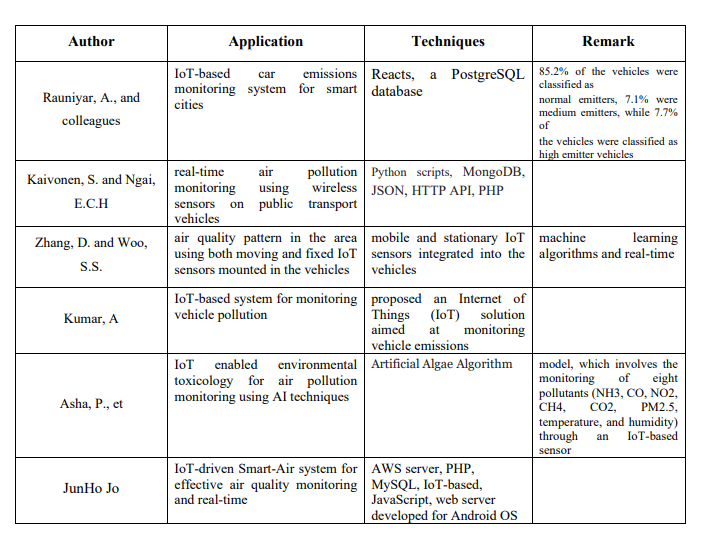 Author Application Techniques Remark
Rauniyar, A., and
colleagues
IoT-based car emissions
monitoring system for smart
cities
Reacts, a PostgreSQL
database
85.2% of the vehicles were
classified as
normal emitters, 7.1% were
medium emitters, while 7.7%
of
the vehicles were classified as
high emitter vehicles
Kaivonen, S. and Ngai,
E.C.H
real-time air pollution
monitoring using wireless
sensors on public transport
vehicles
Python scripts, MongoDB,
JSON, HTTP API, PHP
Zhang, D. and Woo,
S.S.
air quality pattern in the area
using both moving and fixed IoT
sensors mounted in the vehicles
mobile and stationary IoT
sensors integrated into the
vehicles
machine learning
algorithms and real-time
Kumar, A
IoT-based system for monitoring
vehicle pollution
proposed an Internet of
Things (IoT) solution
aimed at monitoring
vehicle emissions
Asha, P., et
IoT enabled environmental
toxicology for air pollution
monitoring using AI techniques
Artificial Algae Algorithm
model, which involves the
monitoring of eight
pollutants (NH3, CO, NO2,
CH4, CO2, PM2.5,
temperature, and humidity)
through an IoT-based
sensor
JunHo Jo
IoT-driven Smart-Air system for
effective air quality monitoring
and real-time
AWS server, PHP,
MySQL, IoT-based,
JavaScript, web server
developed for Android OS